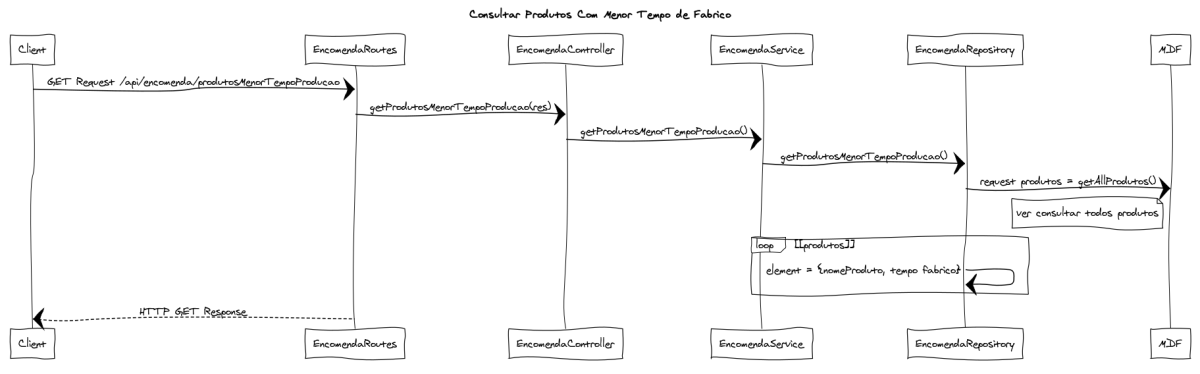 Consultar Produtos Com Menor Tempo de Fabrico
Client EncomendaRoutes EncomendaController EncomendaService EncomendaRepository MDF
GET Request /api/encomenda/produtosMenorTempoProducao
getProdutosMenorTempoProducao(res)
getProdutosMenorTempoProducao()
getProdutosMenorTempoProducao()
request produtos = getAllProdutos()
ver consultar todos produtos
loop [[produtos]]
element = {nomeProduto, tempo fabrico}
HTTP GET Response
Client EncomendaRoutes EncomendaController EncomendaService EncomendaRepository MDF